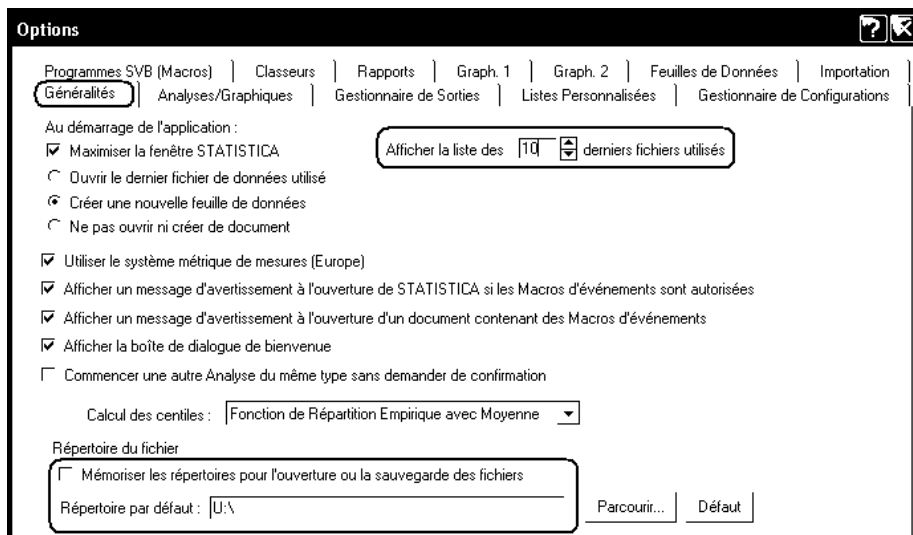 Options
Programmes SVB (Macros) Classeurs Rapports Graph. 1 Graph. 2 Feuilles de Données Importation
Généralités Analyses/Graphiques Gestionnaire de Sorties Listes Personnalisées Gestionnaire de Configurations
Au démarrage de l'application :
Maximiser la fenêtre STATISTICA
Afficher la liste des 10 derniers fichiers utilisés
Ouvrir le dernier fichier de données utilisé
Créer une nouvelle feuille de données
Ne pas ouvrir ni créer de document
Utiliser le système métrique de mesures (Europe)
Afficher un message d'avertissement à l'ouverture de STATISTICA si les Macros d'événements sont autorisées
Afficher un message d'avertissement à l'ouverture d'un document contenant des Macros d'événements
Afficher la boîte de dialogue de bienvenue
Commencer une autre Analyse du même type sans demander de confirmation
Calcul des centiles : Fonction de Répartition Empirique avec Moyenne
Répertoire du fichier
Mémoriser les répertoires pour l'ouverture ou la sauvegarde des fichiers
Répertoire par défaut : U:\ Parcourir... Défaut